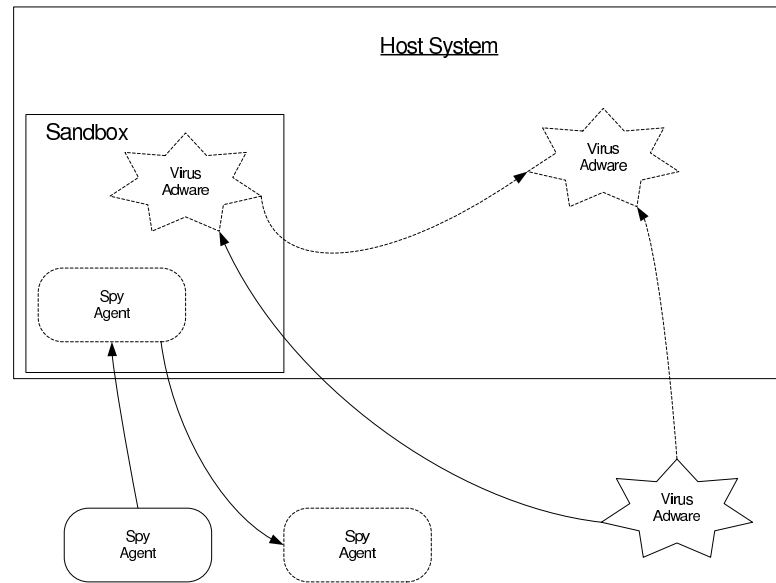 Host System
Sandbox
Virus
Adware
Virus
Adware
Spy
Agent
Virus
Adware
Spy
Agent
Spy
Agent